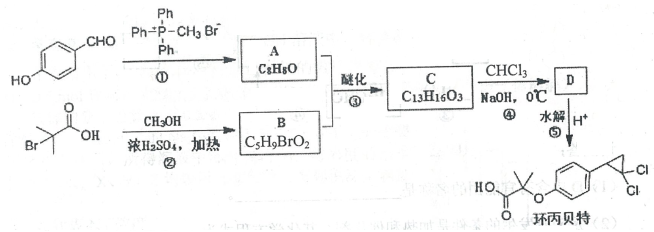 Ph
Ph-P-CH3 Br-
Ph
CHO
HO
①
A
C8H8O
醚化
③
C
C13H16O3
CHCl3
NaOH, 0℃
④
D
水解
⑤
H+
O
OH
Br
CH3OH
浓H2SO4, 加热
②
B
C5H9BrO2
HO
O
O
Cl
Cl
环丙贝特